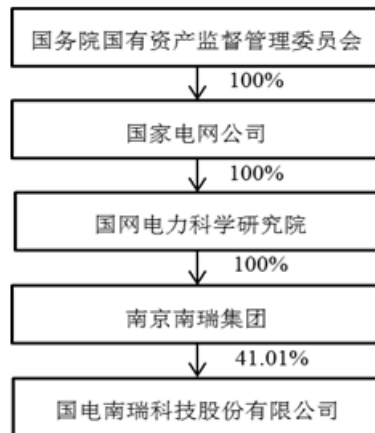 国务院国有资产监督管理委员会
100%
国家电网公司
100%
国网电力科学研究院
100%
南京南瑞集团
41.01%
国电南瑞科技股份有限公司